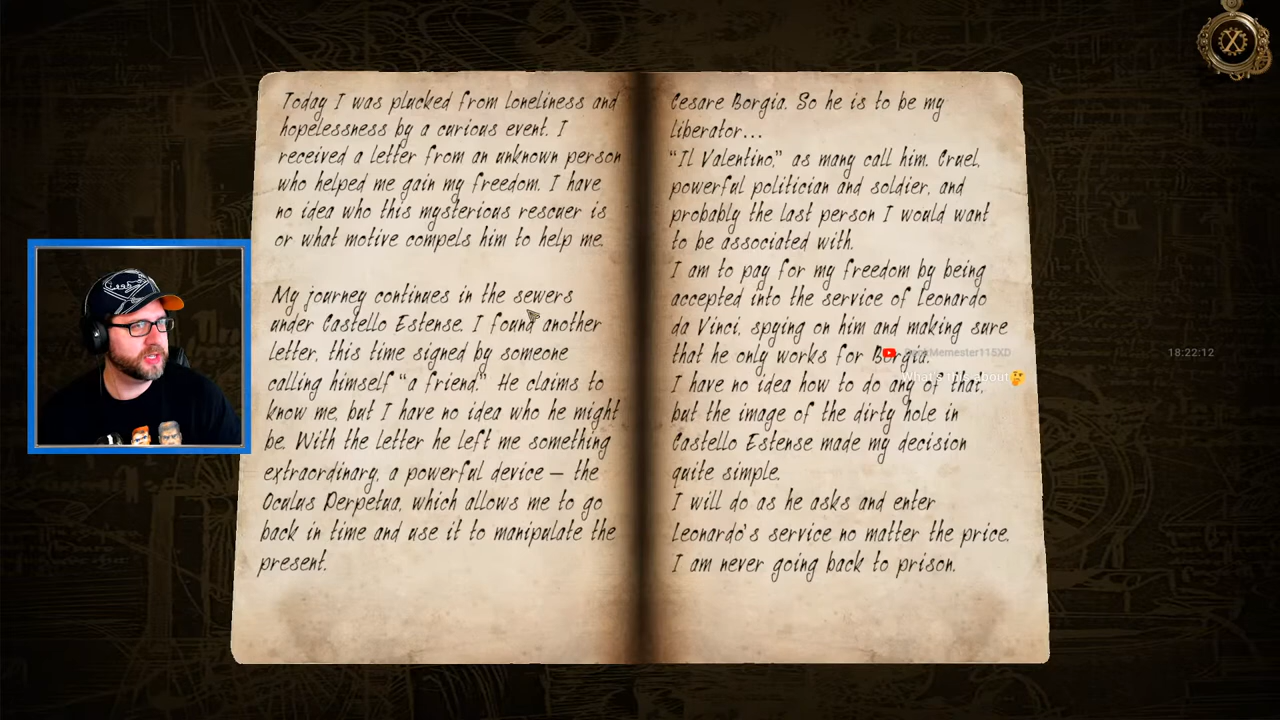 Today I was plucked from loneliness and
hopelessness by a curious event. I
received a letter from an unknown person
who helped me gain my freedom. I have
no idea who this mysterious rescuer is
or what motive compels him to help me.
My journey continues in the sewers
under Castello Estense. I found another
letter, this time signed by someone
calling himself "a friend." He claims to
know me, but I have no idea who he might
be. With the letter he left me something
extraordinary, a powerful device — the
Oculus Perpetua, which allows me to go
back in time and use it to manipulate the
present.
Cesare Borgia. So he is to be my
liberator...
"Il Valentino," as many call him. Cruel,
powerful politician and soldier, and
probably the last person I would want
to be associated with.
I am to pay for my freedom by being
accepted into the service of Leonardo
da Vinci, spying on him and making sure
that he only works for Borgia.
I have no idea how to do any of that,
but the image of the dirty hole in
Castello Estense made my decision
quite simple.
I will do as he asks and enter
Leonardo's service no matter the price.
I am never going back to prison.
18:22:12